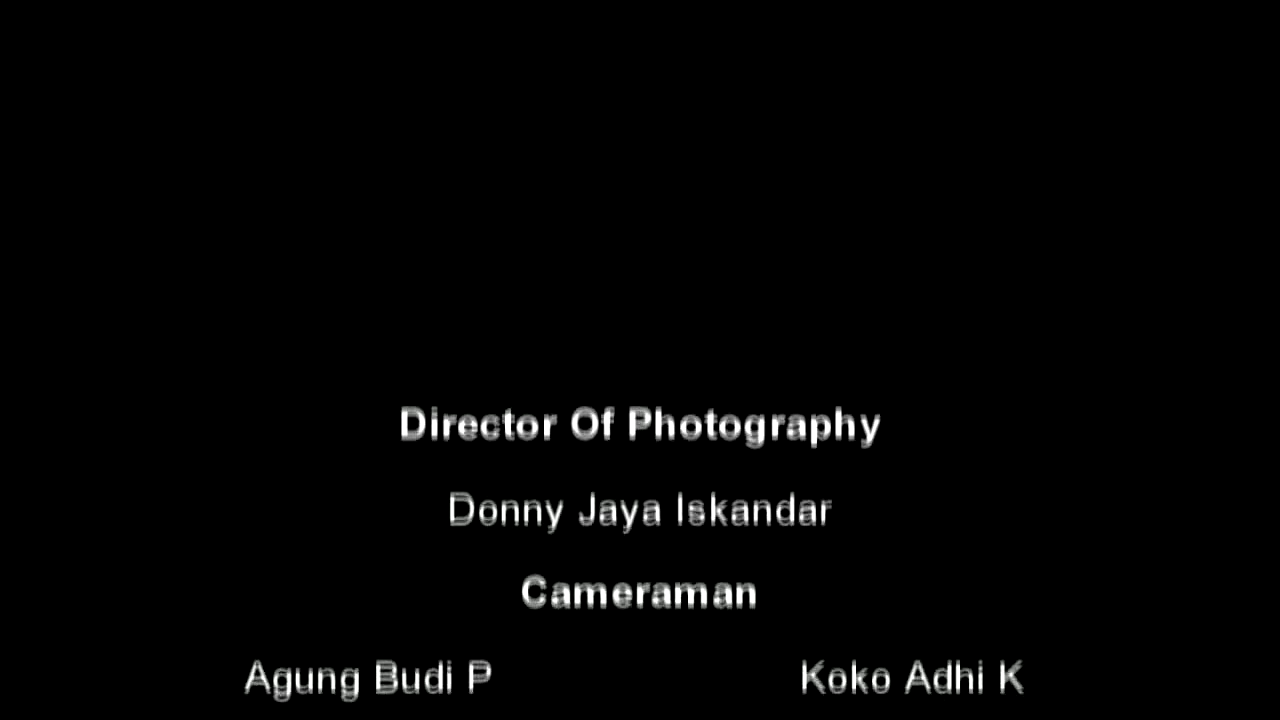 Director Of Photography
Donny Jaya Iskandar
Cameraman
Agung Budi P Koko Adhi K